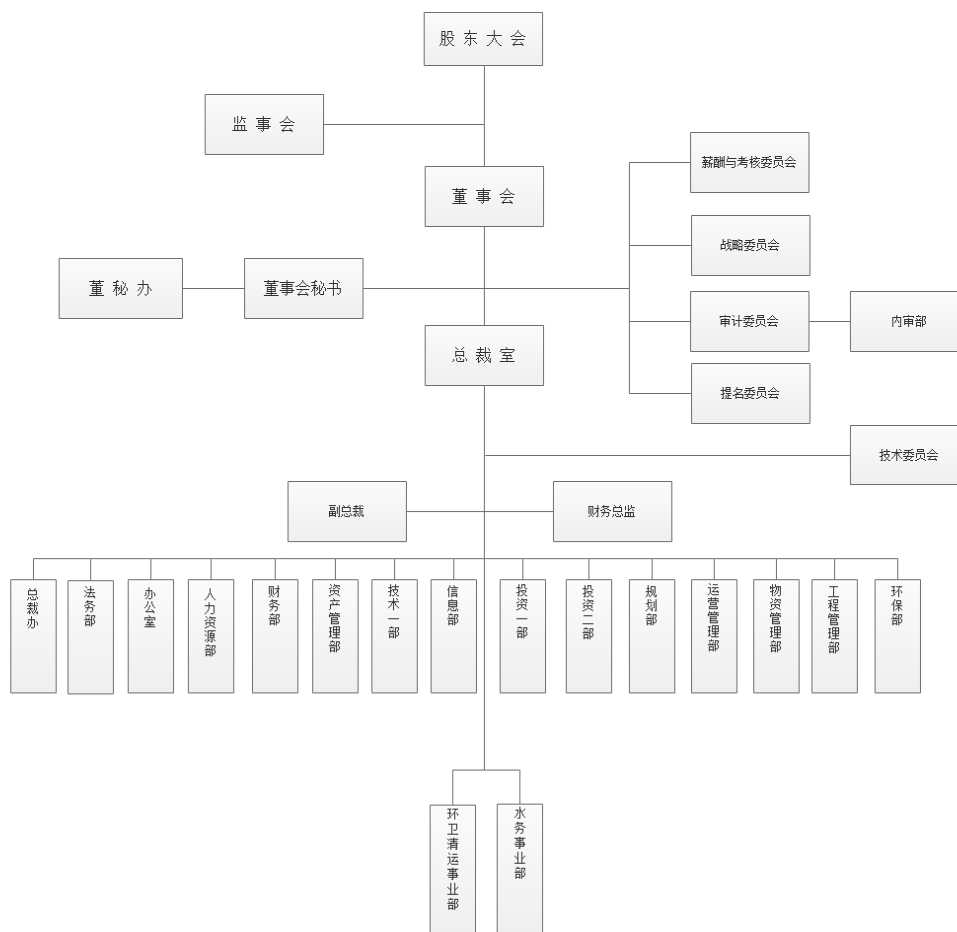 股东大会
监事会
薪酬与考核委员会
董事会
战略委员会
董秘办
董事会秘书
审计委员会
内审部
总裁室
提名委员会
技术委员会
副总裁
财务总监
总裁办
法务部
办公室
人力资源部
财务部
资产管理部
技术一部
信息部
投资一部
投资二部
规划部
运营管理部
物资管理部
工程管理部
环保部
环卫清运事业部
水务事业部